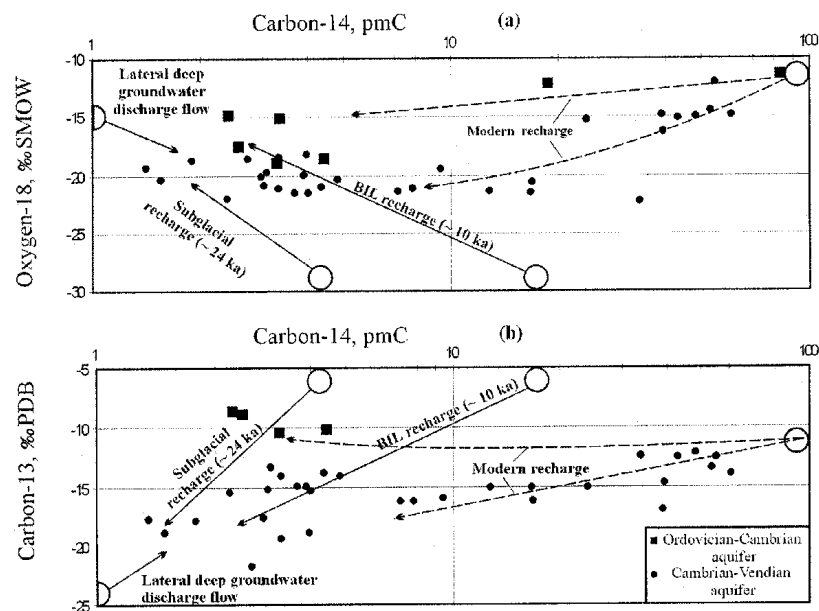 Carbon-14, pmC
(a)
1
10
100
-10
-15
-20
-25
-30
Oxygen-18, ‰SMOW
Lateral deep
groundwater
discharge flow
Modern recharge
BIL recharge (~ 10 ka)
Subglacial
recharge (~ 24 ka)
Carbon-14, pmC
(b)
1
10
100
-5
-10
-15
-20
-25
Carbon-13, ‰PDB
Subglacial
recharge (~ 24 ka)
BIL recharge (~ 10 ka)
Modern recharge
Lateral deep groundwater
discharge flow
Ordovician-Cambrian
aquifer
Cambrian-Vendian
aquifer